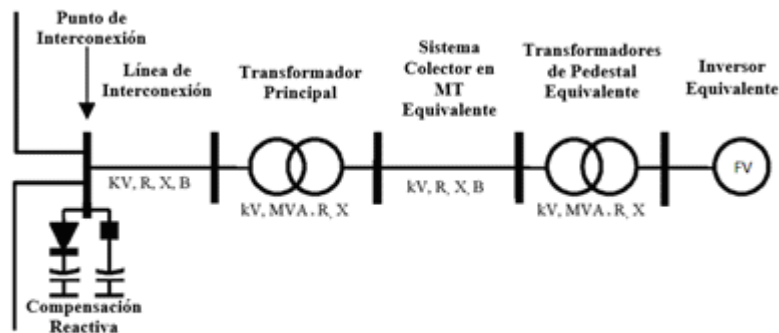 Punto de
Interconexión
Línea de
Interconexión
Transformador
Principal
Sistema
Colector en
MT
Equivalente
Transformadores
de Pedestal
Equivalente
Inversor
Equivalente
KV, R, X, B
kV, MVA, R, X
kV, R, X, B
kV, MVA, R, X
FV
Compensación
Reactiva